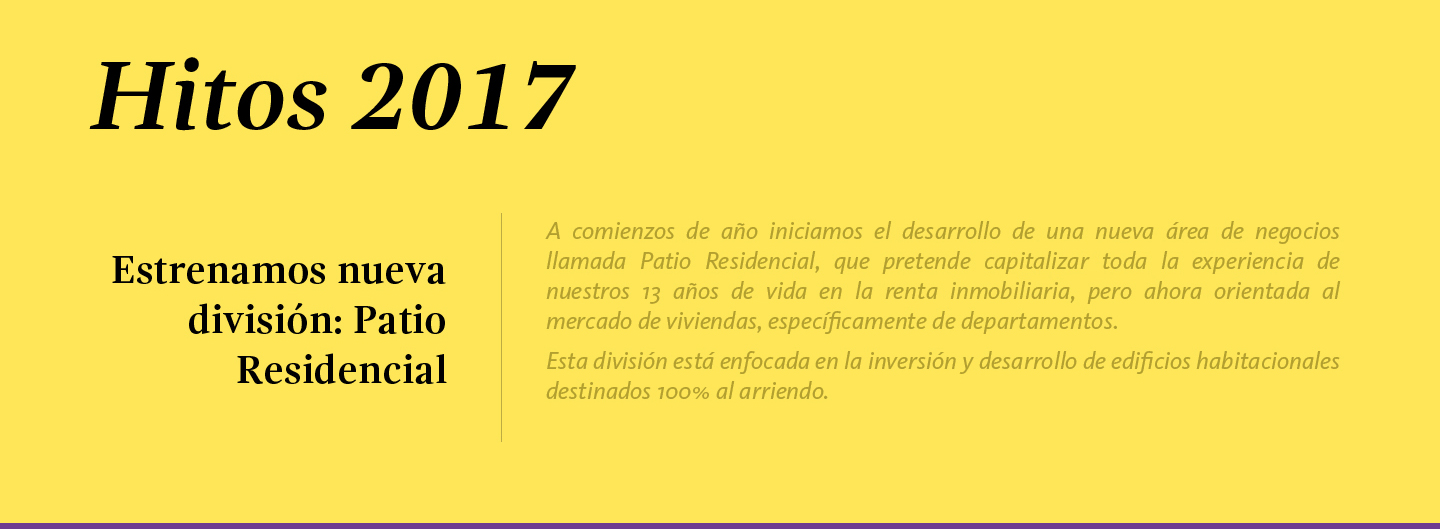 Hitos 2017
Estrenamos nueva
división: Patio
Residencial
A comienzos de año iniciamos el desarrollo de una nueva área de negocios
llamada Patio Residencial, que pretende capitalizar toda la experiencia de
nuestros 13 años de vida en la renta inmobiliaria, pero ahora orientada al
mercado de viviendas, específicamente de departamentos.
Esta división está enfocada en la inversión y desarrollo de edificios habitacionales
destinados 100% al arriendo.